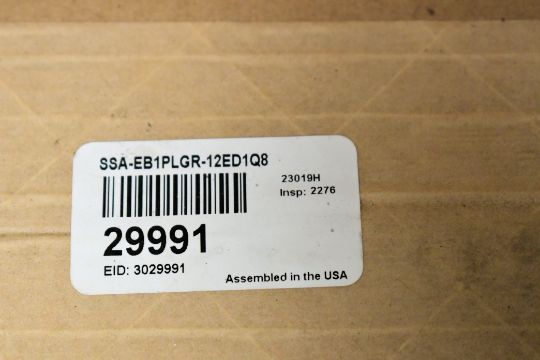 SSA-EB1PLGR-12ED1Q8
23019H
Insp: 2276
29991
EID: 3029991
Assembled in the USA